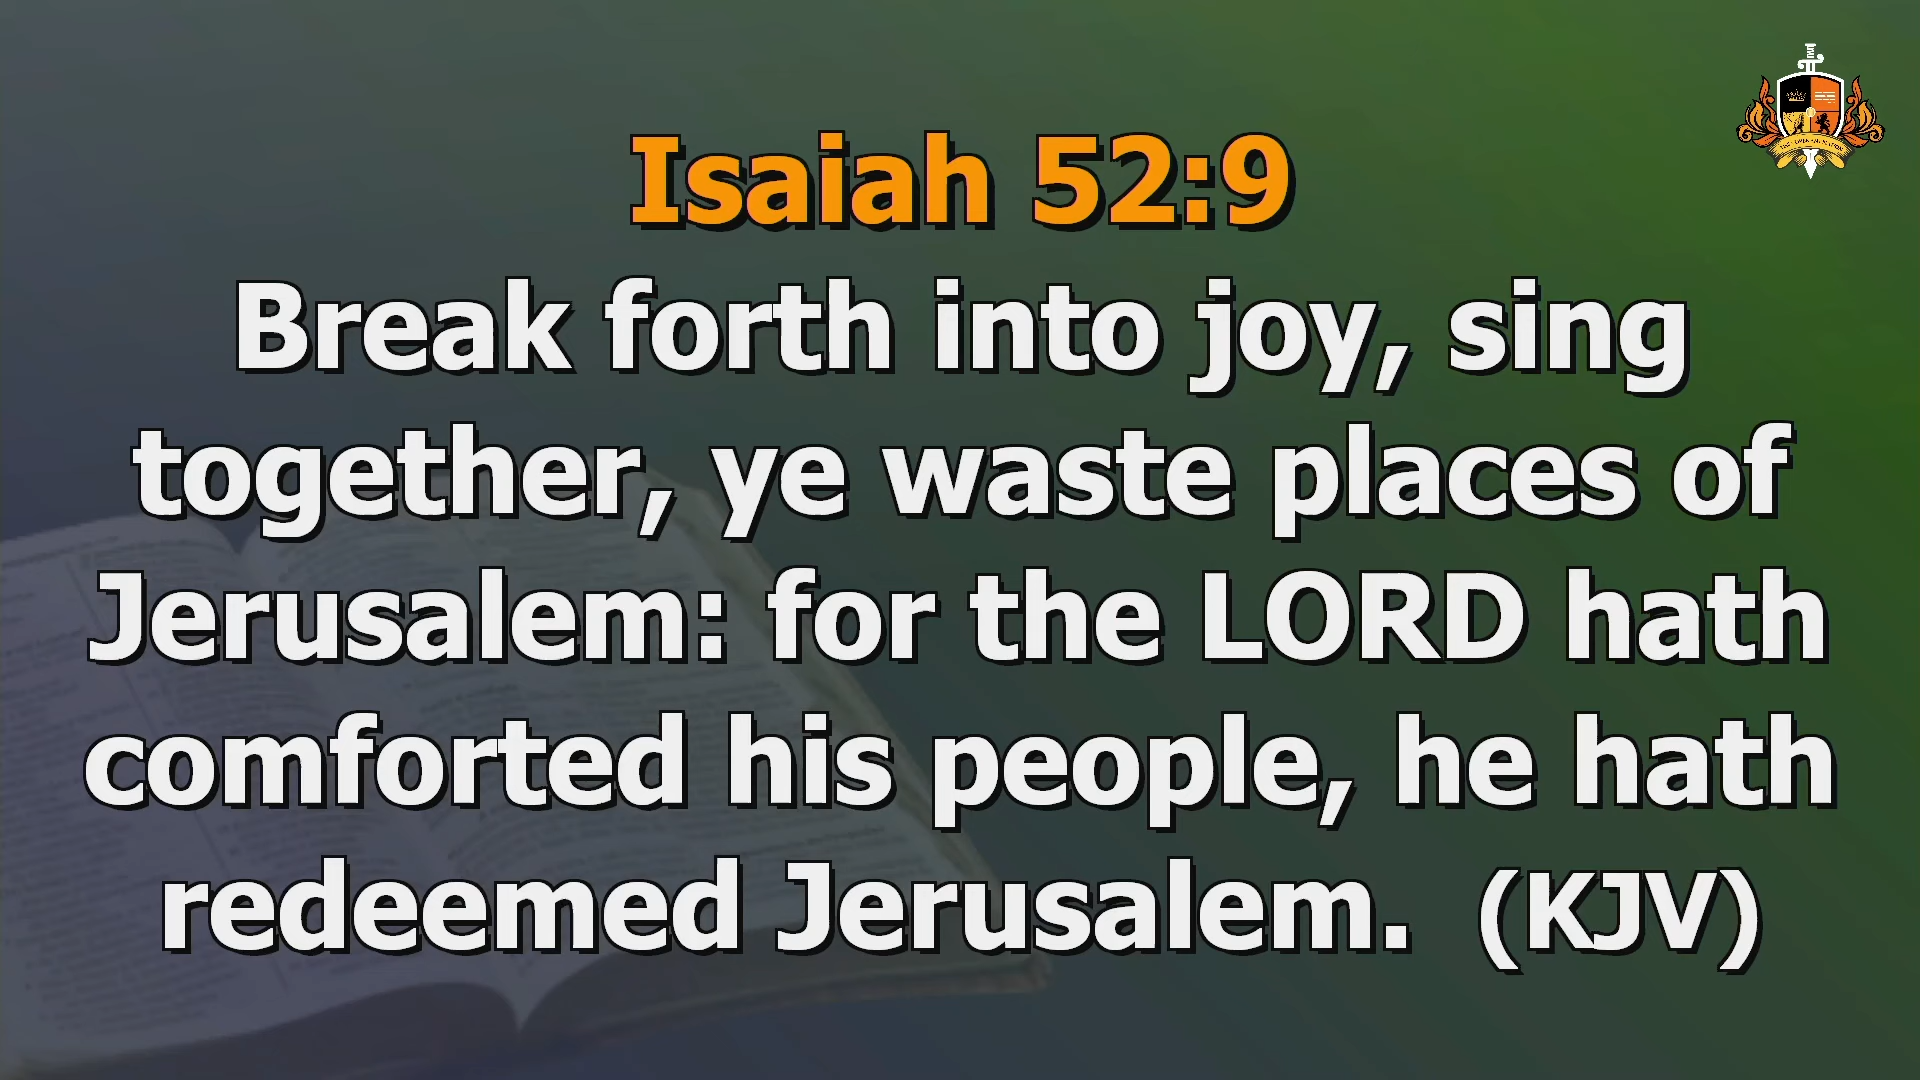 Isaiah 52:9
Break forth into joy, sing
together, ye waste places of
Jerusalem: for the LORD hath
comforted his people, he hath
redeemed Jerusalem.  (KJV)